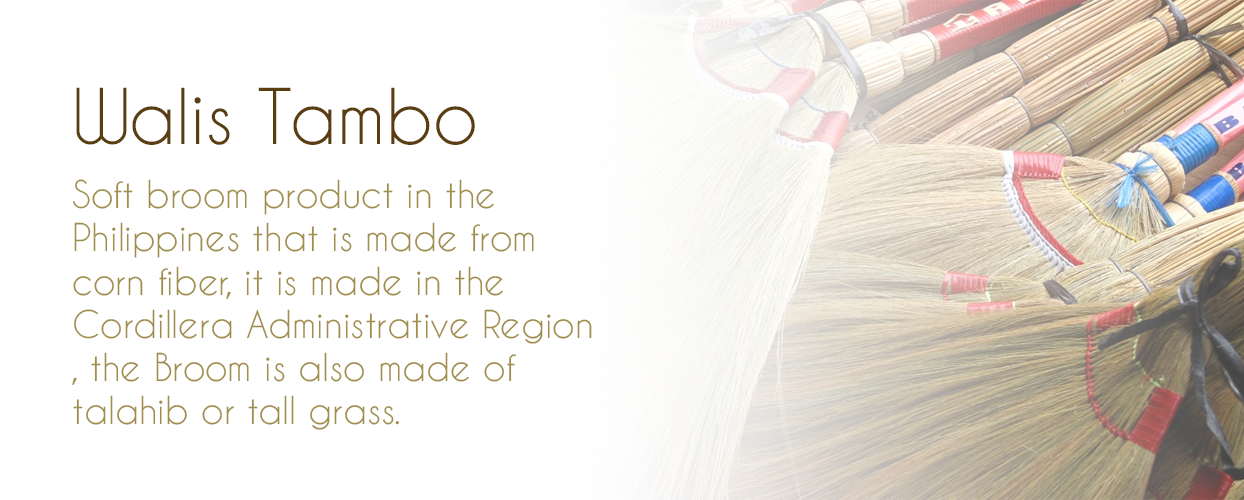 Walis Tambo
Soft broom product in the
Philippines that is made from
corn fiber, it is made in the
Cordillera Administrative Region
, the Broom is also made of
talahib or tall grass.